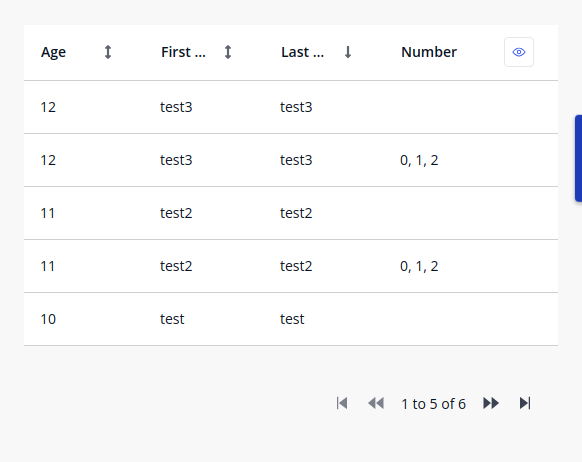 Age First ... Last ... Number
12 test3 test3
12 test3 test3 0, 1, 2
11 test2 test2
11 test2 test2 0, 1, 2
10 test test
1 to 5 of 6